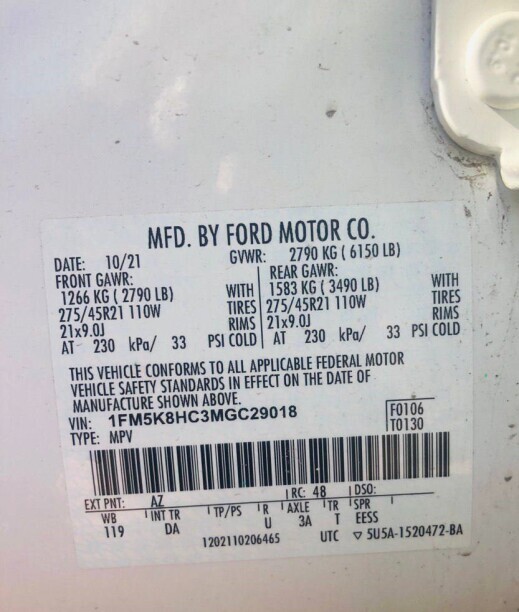 MFD. BY FORD MOTOR CO.
DATE: 10/21 GVWR: 2790 KG ( 6150 LB)
FRONT GAWR: REAR GAWR:
1266 KG ( 2790 LB) WITH 1583 KG ( 3490 LB) WITH
275/45R21 110W TIRES 275/45R21 110W TIRES
21x9.0J RIMS 21x9.0J RIMS
AT 230 kPa/ 33 PSI COLD AT 230 kPa/ 33 PSI COLD
THIS VEHICLE CONFORMS TO ALL APPLICABLE FEDERAL MOTOR
VEHICLE SAFETY STANDARDS IN EFFECT ON THE DATE OF
MANUFACTURE SHOWN ABOVE.
VIN: 1FM5K8HC3MGC29018 F0106
TYPE: MPV T0130
EXT PNT: AZ RC: 48 DSO:
WB INT TR TP/PS R AXLE TR SPR
119 DA U 3A T EESS
1202110206465 UTC ▽ 5U5A-1520472-BA